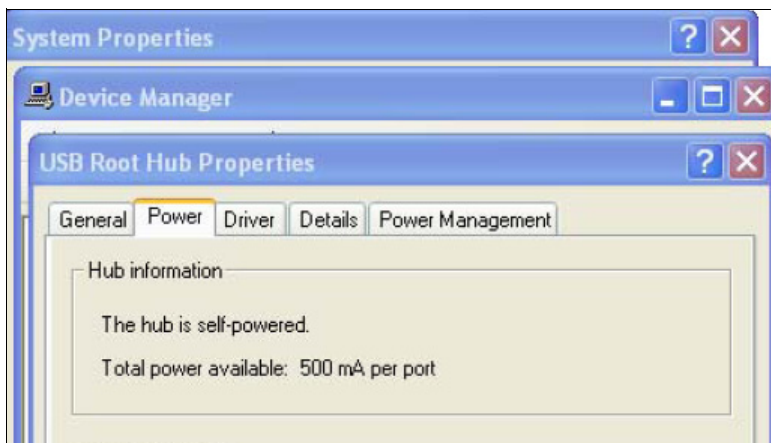 System Properties
Device Manager
USB Root Hub Properties
General Power Driver Details Power Management
Hub information
The hub is self-powered.
Total power available: 500 mA per port